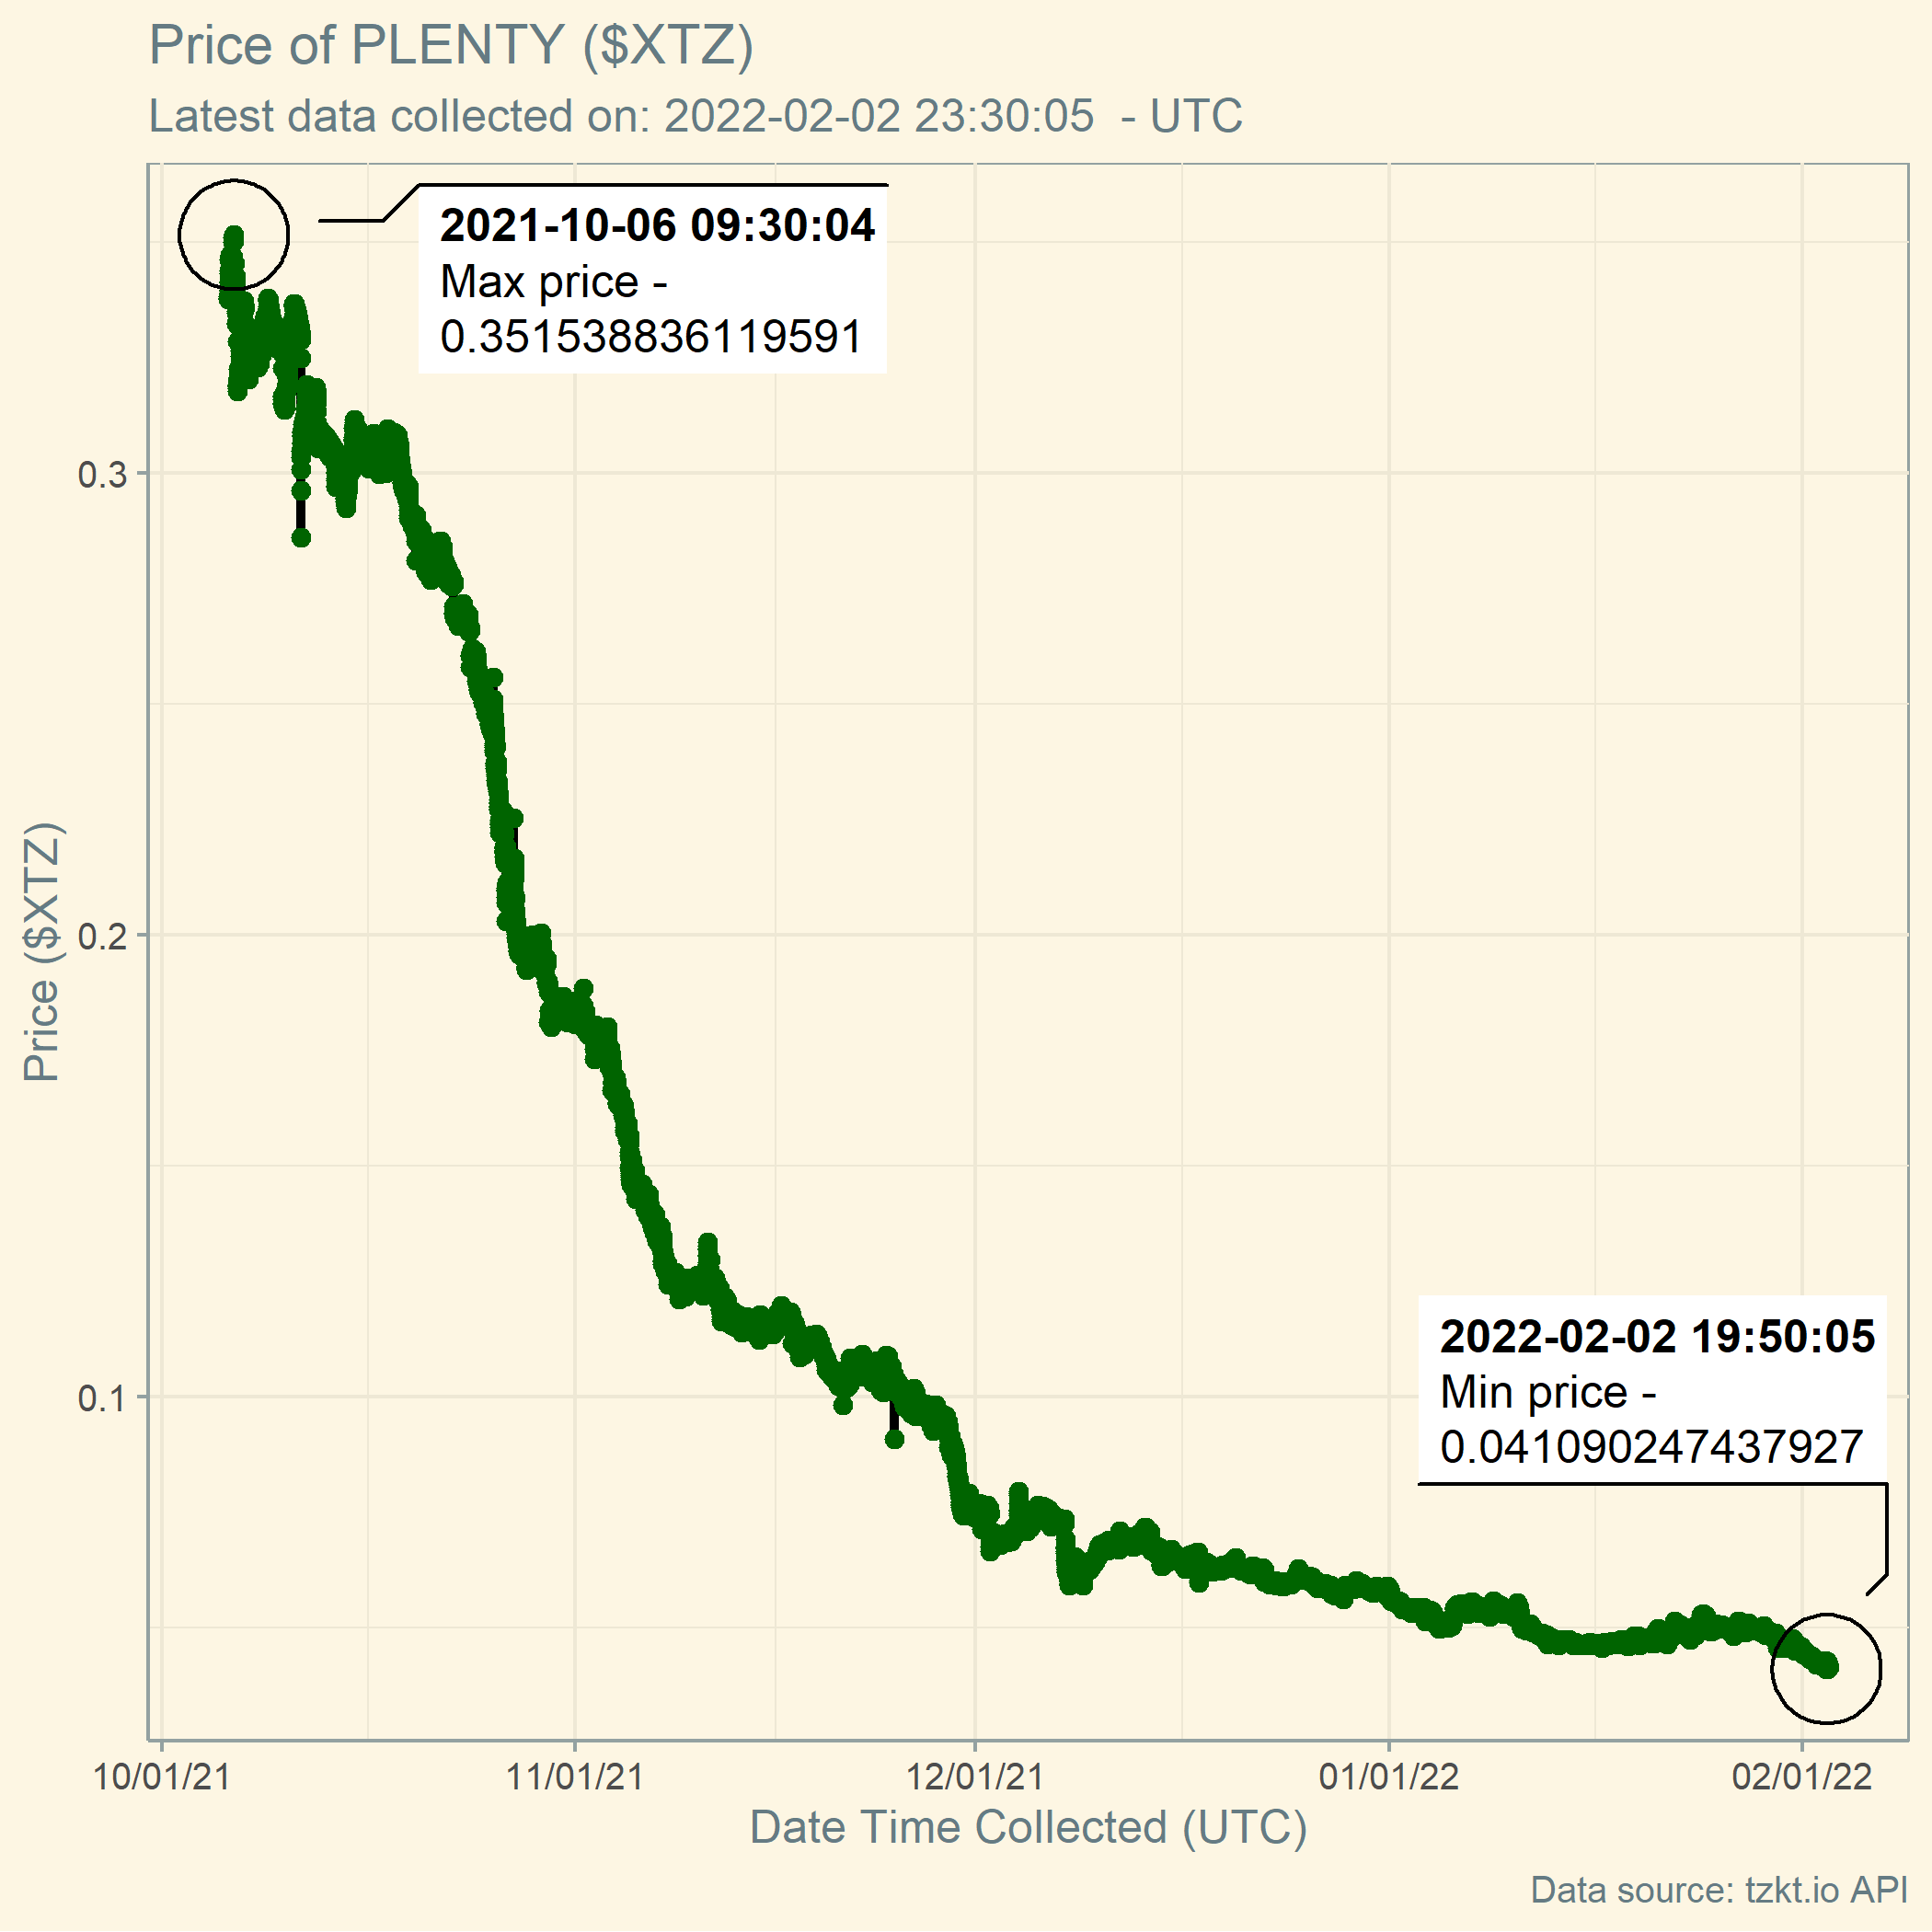 Price of PLENTY ($XTZ)
Latest data collected on: 2022-02-02 23:30:05  - UTC
2021-10-06 09:30:04
Max price -
0.351538836119591
0.3
0.2
0.1
Price ($XTZ)
2022-02-02 19:50:05
Min price -
0.041090247437927
10/01/21
11/01/21
12/01/21
01/01/22
02/01/22
Date Time Collected (UTC)
Data source: tzkt.io API